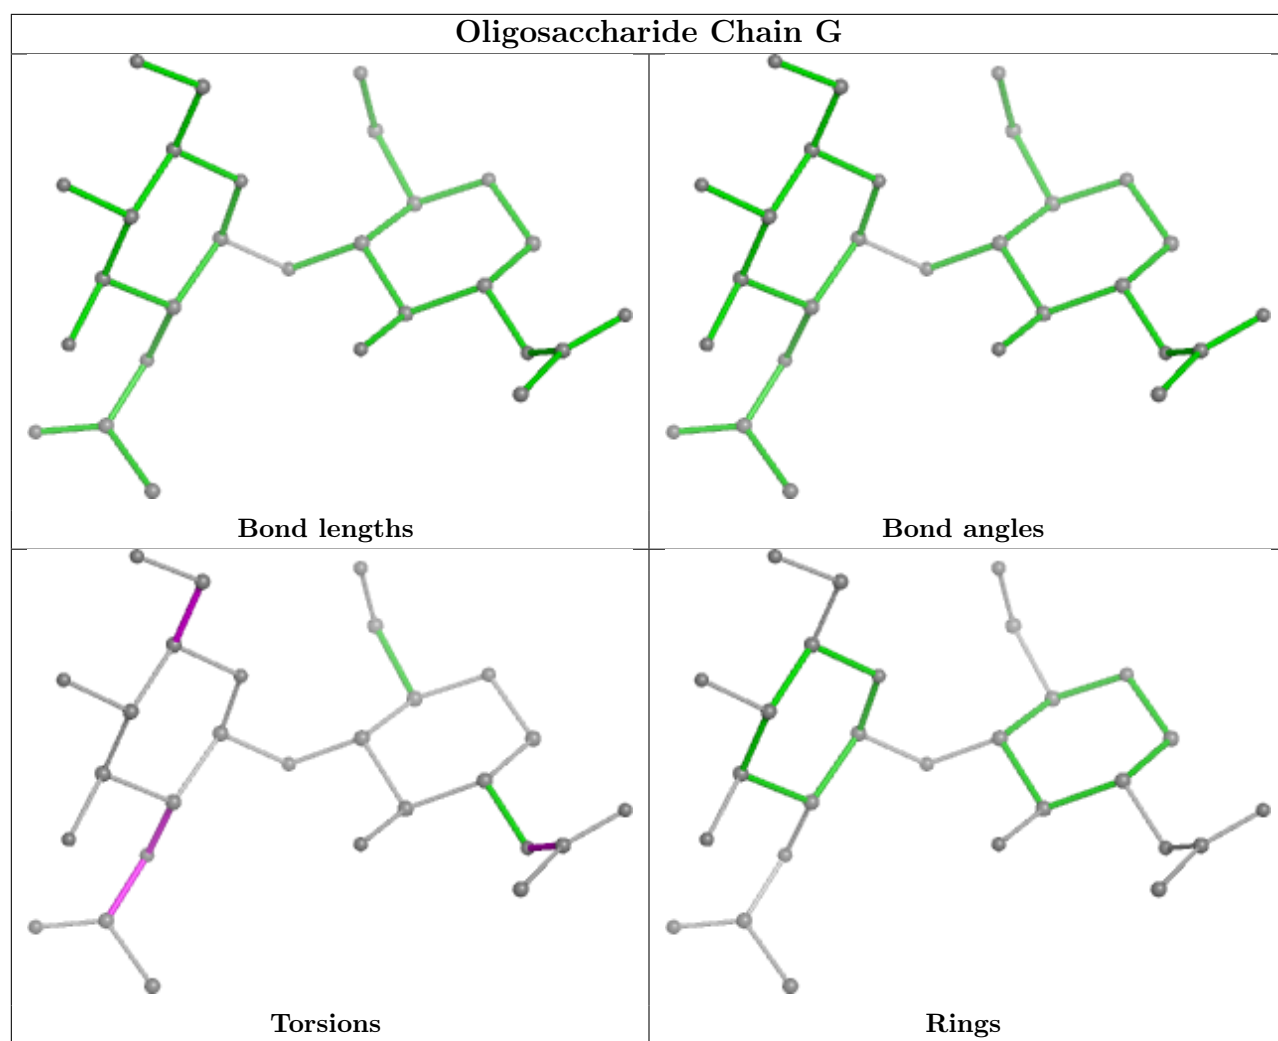 Oligosaccharide Chain G
Bond lengths
Bond angles
Torsions
Rings